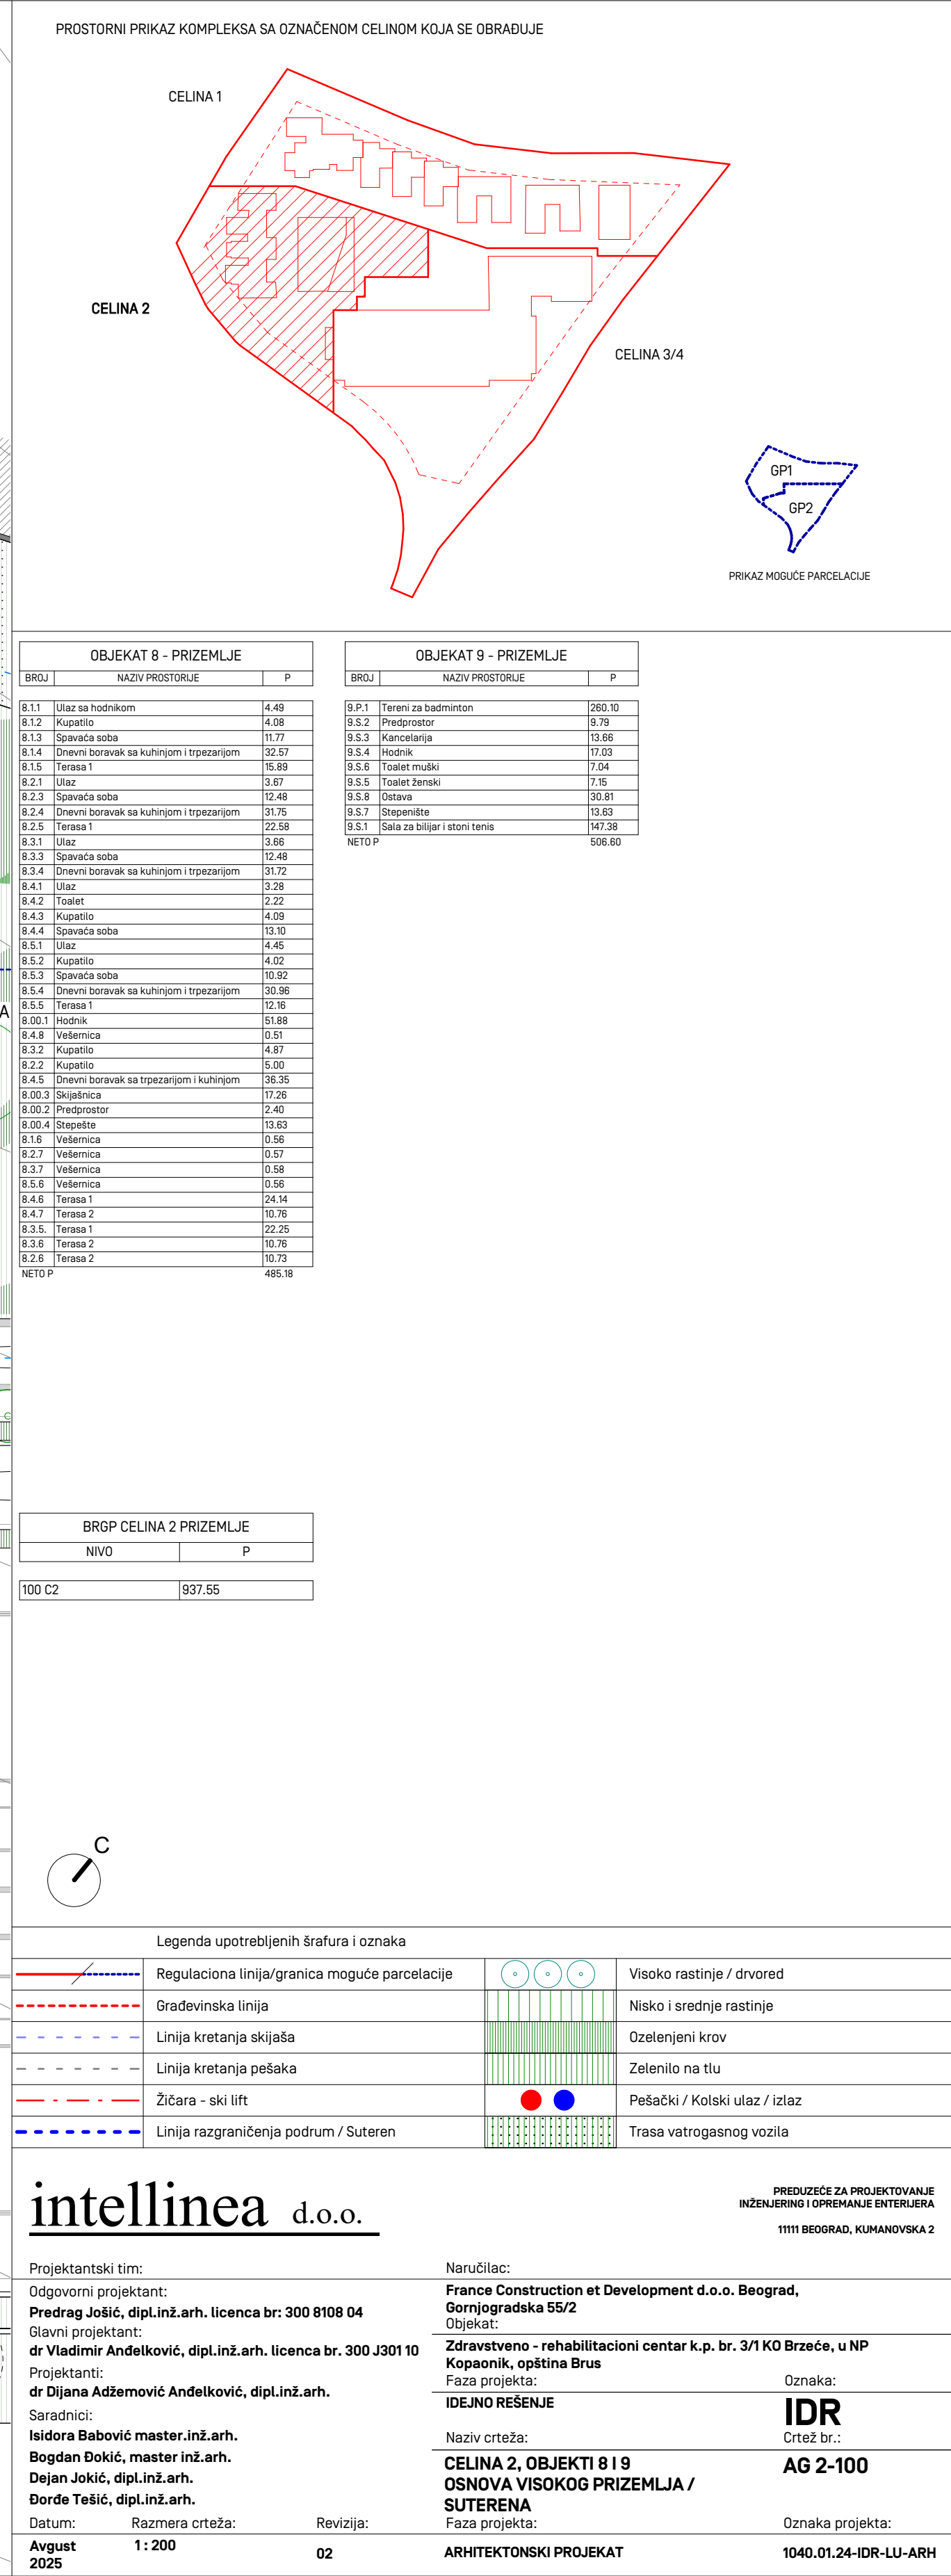 PROSTORNI PRIKAZ KOMPLEKSA SA OZNAČENOM CELINOM KOJA SE OBRAĐUJE
CELINA 1
CELINA 2
CELINA 3/4
GP1
GP2
PRIKAZ MOGUĆE PARCELACIJE
OBJEKAT 8 - PRIZEMLJE
BROJ NAZIV PROSTORIJE P
8.1.1 Ulaz sa hodnikom 4.49
8.1.2 Kupatilo 4.08
8.1.3 Spavaća soba 11.77
8.1.4 Dnevni boravak sa kuhinjom i trpezarijom 32.57
8.1.5 Terasa 1 15.89
8.2.1 Ulaz 3.67
8.2.3 Spavaća soba 12.48
8.2.4 Dnevni boravak sa kuhinjom i trpezarijom 31.75
8.2.5 Terasa 1 22.58
8.3.1 Ulaz 3.66
8.3.3 Spavaća soba 12.48
8.3.4 Dnevni boravak sa kuhinjom i trpezarijom 31.72
8.4.1 Ulaz 3.28
8.4.2 Toalet 2.22
8.4.3 Kupatilo 4.09
8.4.4 Spavaća soba 13.10
8.5.1 Ulaz 4.45
8.5.2 Kupatilo 4.02
8.5.3 Spavaća soba 10.92
8.5.4 Dnevni boravak sa kuhinjom i trpezarijom 30.96
8.5.5 Terasa 1 12.16
8.00.1 Hodnik 51.88
8.4.8 Vešernica 0.51
8.3.2 Kupatilo 4.87
8.2.2 Kupatilo 5.00
8.4.5 Dnevni boravak sa trpezarijom i kuhinjom 36.35
8.00.3 Skijašnica 17.26
8.00.2 Predprostor 2.40
8.00.4 Stepešte 13.63
8.1.6 Vešernica 0.56
8.2.7 Vešernica 0.57
8.3.7 Vešernica 0.58
8.5.6 Vešernica 0.56
8.4.6 Terasa 1 24.14
8.4.7 Terasa 2 10.76
8.3.5. Terasa 1 22.25
8.3.6 Terasa 2 10.76
8.2.6 Terasa 2 10.73
NETO P 485.18
OBJEKAT 9 - PRIZEMLJE
BROJ NAZIV PROSTORIJE P
9.P.1 Tereni za badminton 260.10
9.S.2 Predprostor 9.79
9.S.3 Kancelarija 13.66
9.S.4 Hodnik 17.03
9.S.6 Toalet muški 7.04
9.S.5 Toalet ženski 7.15
9.S.8 Ostava 30.81
9.S.7 Stepenište 13.63
9.S.1 Sala za bilijar i stoni tenis 147.38
NETO P 506.60
A
BRGP CELINA 2 PRIZEMLJE
NIVO P
100 C2 937.55
C
Legenda upotrebljenih šrafura i oznaka
Regulaciona linija/granica moguće parcelacije
Visoko rastinje / drvored
Građevinska linija
Nisko i srednje rastinje
Linija kretanja skijaša
Ozelenjeni krov
Linija kretanja pešaka
Zelenilo na tlu
Žičara - ski lift
Pešački / Kolski ulaz / izlaz
Linija razgraničenja podrum / Suteren
Trasa vatrogasnog vozila
intellinea d.o.o.
PREDUZEĆE ZA PROJEKTOVANJE
INŽENJERING I OPREMANJE ENTERIJERA
11111 BEOGRAD, KUMANOVSKA 2
Projektantski tim:
Odgovorni projektant:
Predrag Jošić, dipl.inž.arh. licenca br: 300 8108 04
Glavni projektant:
dr Vladimir Anđelković, dipl.inž.arh. licenca br. 300 J301 10
Projektanti:
dr Dijana Adžemović Anđelković, dipl.inž.arh.
Saradnici:
Isidora Babović master.inž.arh.
Bogdan Đokić, master inž.arh.
Dejan Jokić, dipl.inž.arh.
Đorđe Tešić, dipl.inž.arh.
Datum: Razmera crteža: Revizija:
Avgust 1 : 200 02
2025
Naručilac:
France Construction et Development d.o.o. Beograd,
Gornjogradska 55/2
Objekat:
Zdravstveno - rehabilitacioni centar k.p. br. 3/1 KO Brzeće, u NP
Kopaonik, opština Brus
Faza projekta: Oznaka:
IDEJNO REŠENJE IDR
Naziv crteža: Crtež br.:
CELINA 2, OBJEKTI 8 I 9 AG 2-100
OSNOVA VISOKOG PRIZEMLJA /
SUTERENA
Faza projekta: Oznaka projekta:
ARHITEKTONSKI PROJEKAT 1040.01.24-IDR-LU-ARH